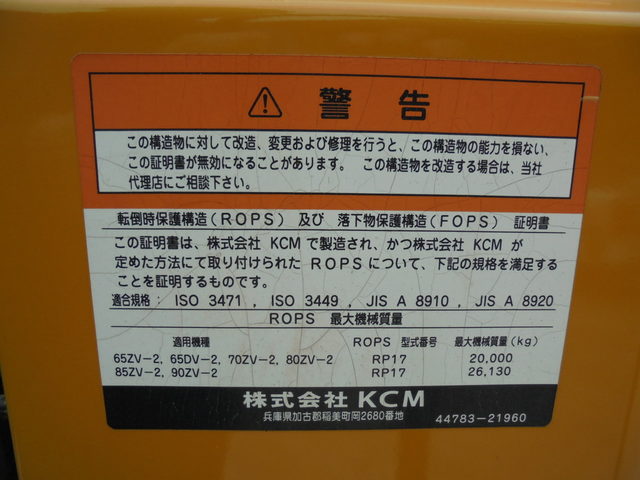 警告
この構造物に対して改造、変更および修理を行うと、この構造物の能力を損ない、
この証明書が無効になることがあります。 この構造物を改造する場合は、当社
代理店にご相談下さい。
転倒時保護構造(ROPS) 及び 落下物保護構造(FOPS) 証明書
この証明書は、株式会社 KCM で製造され、かつ株式会社 KCM が
定めた方法にて取り付けられた ROPS について、下記の規格を満足する
ことを証明するものです。
適合規格: ISO 3471 , ISO 3449 , JIS A 8910 , JIS A 8920
ROPS 最大機械質量
適用機種 ROPS 型式番号 最大機械質量(kg)
65ZV-2, 65DV-2, 70ZV-2, 80ZV-2 RP17 20,000
85ZV-2, 90ZV-2 RP17 26,130
株式会社 KCM
兵庫県加古郡稲美町岡2680番地 44783-21960